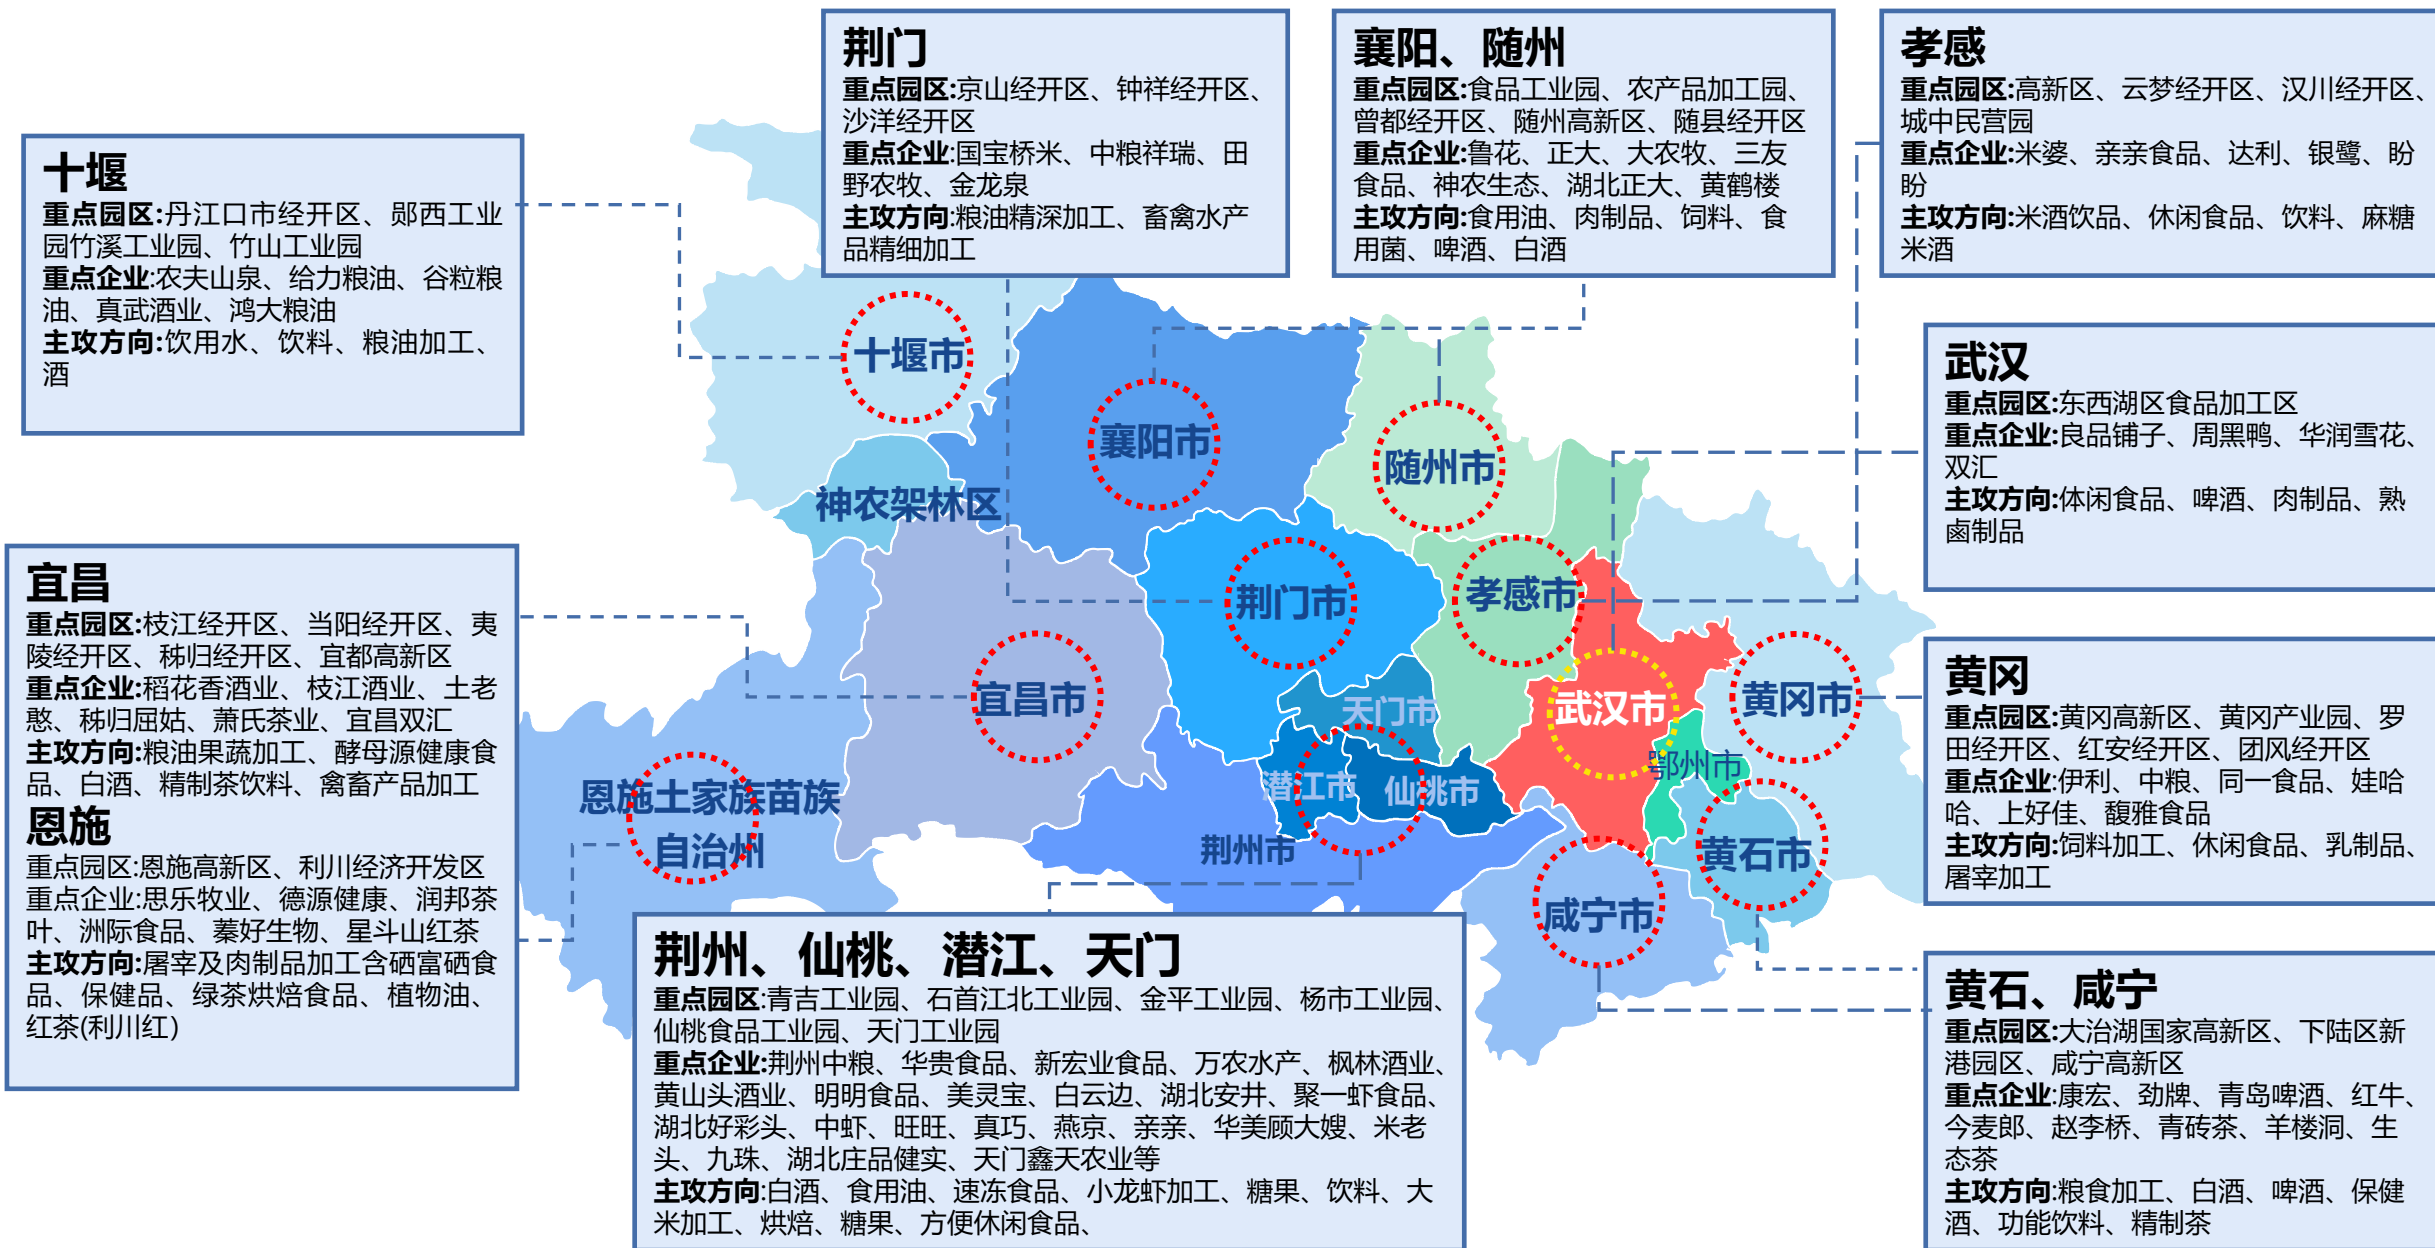 荆门
重点园区:京山经开区、钟祥经开区、
沙洋经开区
重点企业:国宝桥米、中粮祥瑞、田
野农牧、金龙泉
主攻方向:粮油精深加工、畜禽水产
品精细加工
襄阳、随州
重点园区:食品工业园、农产品加工园、
曾都经开区、随州高新区、随县经开区
重点企业:鲁花、正大、大农牧、三友
食品、神农生态、湖北正大、黄鹤楼
主攻方向:食用油、肉制品、饲料、食
用菌、啤酒、白酒
孝感
重点园区:高新区、云梦经开区、汉川经开区、
城中民营园
重点企业:米婆、亲亲食品、达利、银鹭、盼
盼
主攻方向:米酒饮品、休闲食品、饮料、麻糖
米酒
十堰
重点园区:丹江口市经开区、郧西工业
园竹溪工业园、竹山工业园
重点企业:农夫山泉、给力粮油、谷粒粮
油、真武酒业、鸿大粮油
主攻方向:饮用水、饮料、粮油加工、
酒
武汉
重点园区:东西湖区食品加工区
重点企业:良品铺子、周黑鸭、华润雪花、
双汇
主攻方向:体闲食品、啤酒、肉制品、熟
鹵制品
十堰市
襄阳市
随州市
神农架林区
荆门市
孝感市
宜昌市
天门市
武汉市
黄冈市
鄂州市
潜江市
仙桃市
恩施土家族苗族
自治州
荆州市
黄石市
咸宁市
宜昌
重点园区:枝江经开区、当阳经开区、夷
陵经开区、秭归经开区、宜都高新区
重点企业:稻花香酒业、枝江酒业、土老
憨、秭归屈姑、萧氏茶业、宜昌双汇
主攻方向:粮油果蔬加工、酵母源健康食
品、白酒、精制茶饮料、禽畜产品加工
恩施
重点园区:恩施高新区、利川经济开发区
重点企业:思乐牧业、德源健康、润邦茶
叶、洲际食品、蓁好生物、星斗山红茶
主攻方向:屠宰及肉制品加工含硒富硒食
品、保健品、绿茶烘焙食品、植物油、
红茶(利川红)
黄冈
重点园区:黄冈高新区、黄冈产业园、罗
田经开区、红安经开区、团风经开区
重点企业:伊利、中粮、同一食品、娃哈
哈、上好佳、馥雅食品
主攻方向:饲料加工、休闲食品、乳制品、
屠宰加工
荆州、仙桃、潜江、天门
重点园区:青吉工业园、石首江北工业园、金平工业园、杨市工业园、
仙桃食品工业园、天门工业园
重点企业:荆州中粮、华贵食品、新宏业食品、万农水产、枫林酒业、
黄山头酒业、明明食品、美灵宝、白云边、湖北安井、聚一虾食品、
湖北好彩头、中虾、旺旺、真巧、燕京、亲亲、华美顾大嫂、米老
头、九珠、湖北庄品健实、天门鑫天农业等
主攻方向:白酒、食用油、速冻食品、小龙虾加工、糖果、饮料、大
米加工、烘焙、糖果、方便休闲食品、
黄石、咸宁
重点园区:大冶湖国家高新区、下陆区新
港园区、咸宁高新区
重点企业:康宏、劲牌、青岛啤酒、红牛、
今麦郎、赵李桥、青砖茶、羊楼洞、生
态茶
主攻方向:粮食加工、白酒、啤酒、保健
酒、功能饮料、精制茶